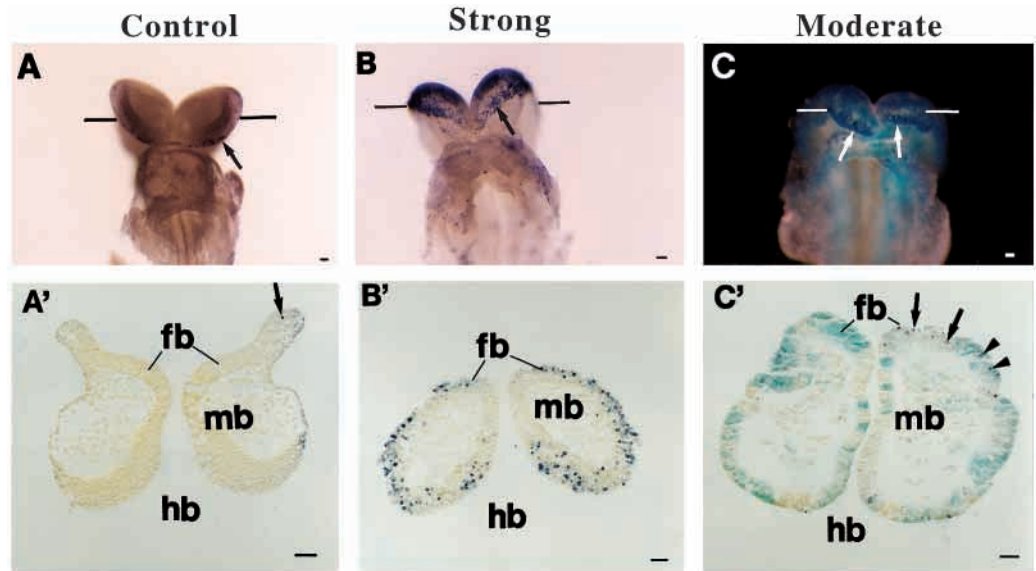 Control Strong Moderate
A B C
A' B' C'
fb fb fb
mb mb mb
hb hb hb